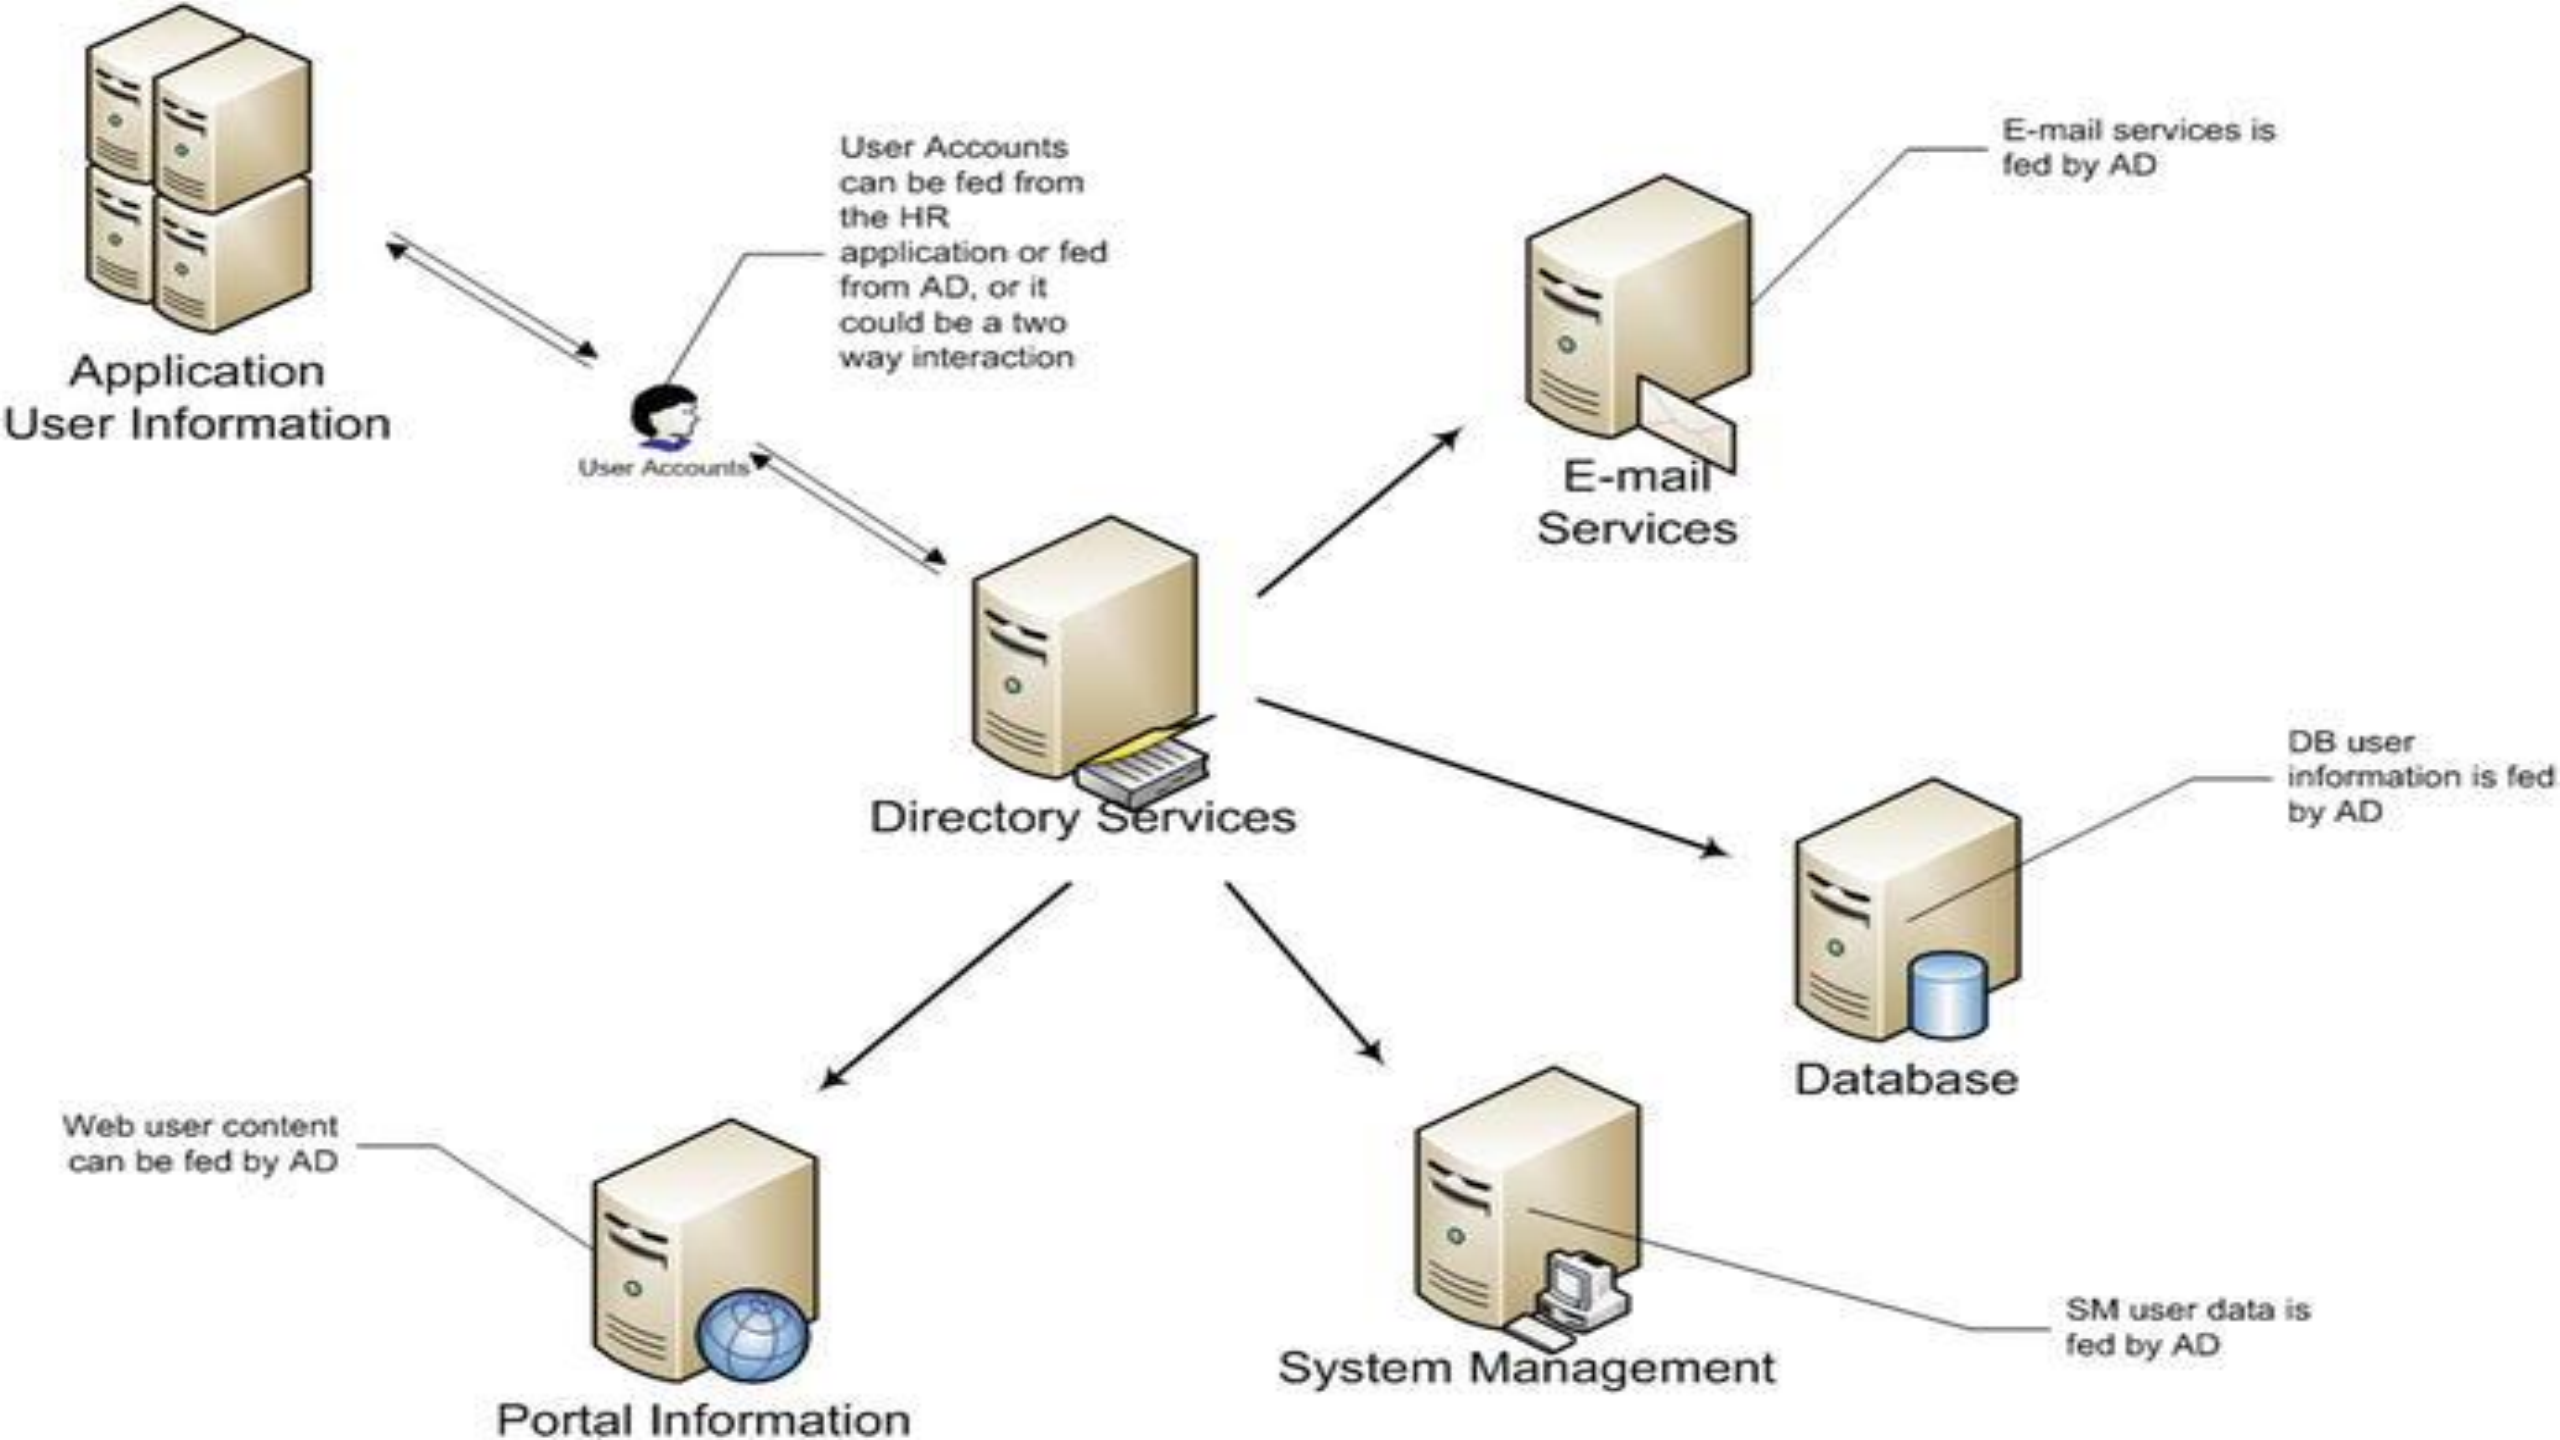 Application
User Information
User Accounts
can be fed from
the HR
application or fed
from AD, or it
could be a two
way interaction
User Accounts
E-mail services is
fed by AD
E-mail
Services
Directory Services
DB user
information is fed
by AD
Database
Web user content
can be fed by AD
Portal Information
System Management
SM user data is
fed by AD